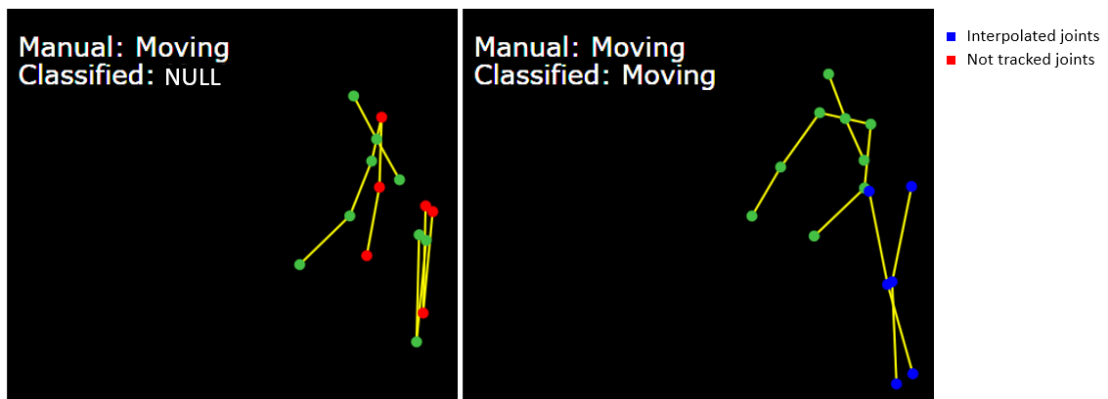 Manual: Moving
Classified: NULL
Manual: Moving
Classified: Moving
Interpolated joints
Not tracked joints